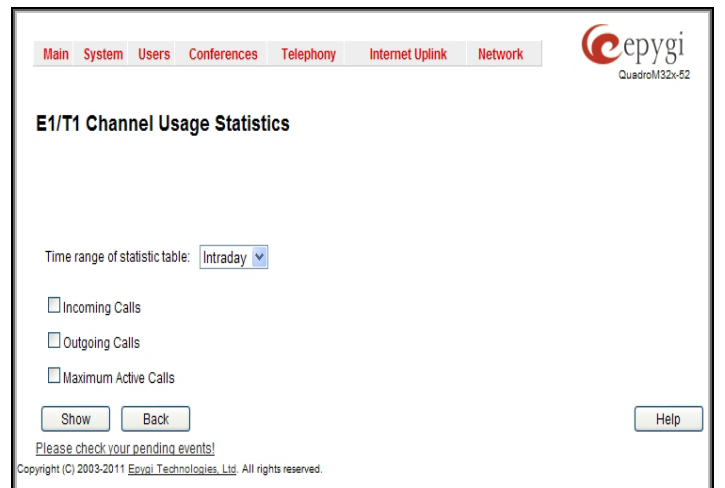 Main System Users Conferences Telephony Internet Uplink Network
epygi
QuadroM32x-52
E1/T1 Channel Usage Statistics
Time range of statistic table: Intraday
Incoming Calls
Outgoing Calls
Maximum Active Calls
Show Back Help
Please check your pending events!
Copyright (C) 2003-2011 Epygi Technologies, Ltd. All rights reserved.